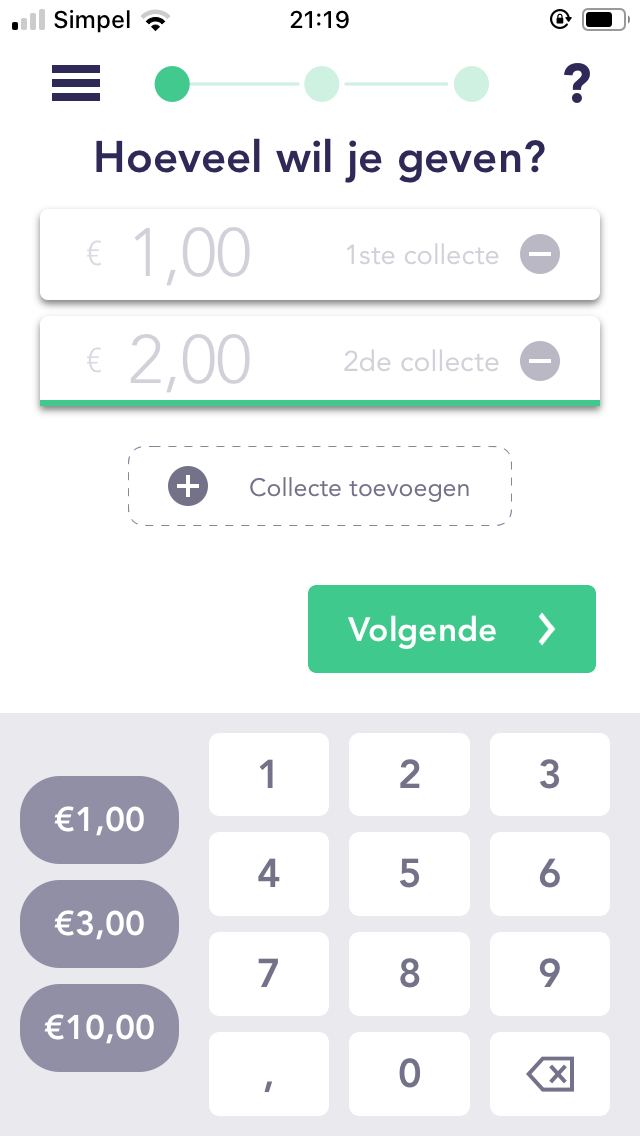 Simpel 21:19
?
Hoeveel wil je geven?
€ 1,00 1ste collecte
€ 2,00 2de collecte
Collecte toevoegen
Volgende
€1,00
€3,00
€10,00
1 2 3
4 5 6
7 8 9
, 0